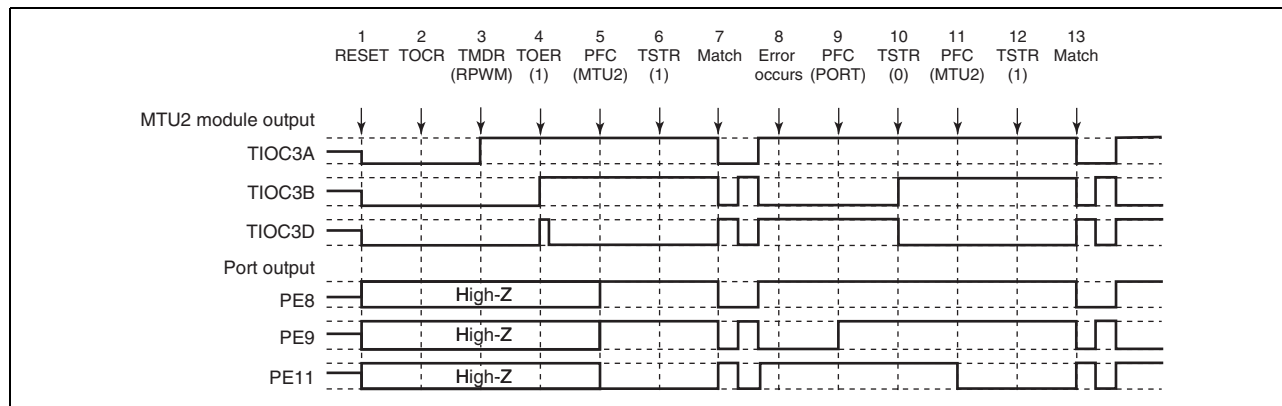 1 2 3 4 5 6 7 8 9 10 11 12 13
RESET TOCR TMDR TOER PFC TSTR Match Error PFC TSTR PFC TSTR Match
(RPWM) (1) (MTU2) (1) occurs (PORT) (0) (MTU2) (1)
MTU2 module output
TIOC3A
TIOC3B
TIOC3D
Port output
PE8 High-Z
PE9 High-Z
PE11 High-Z